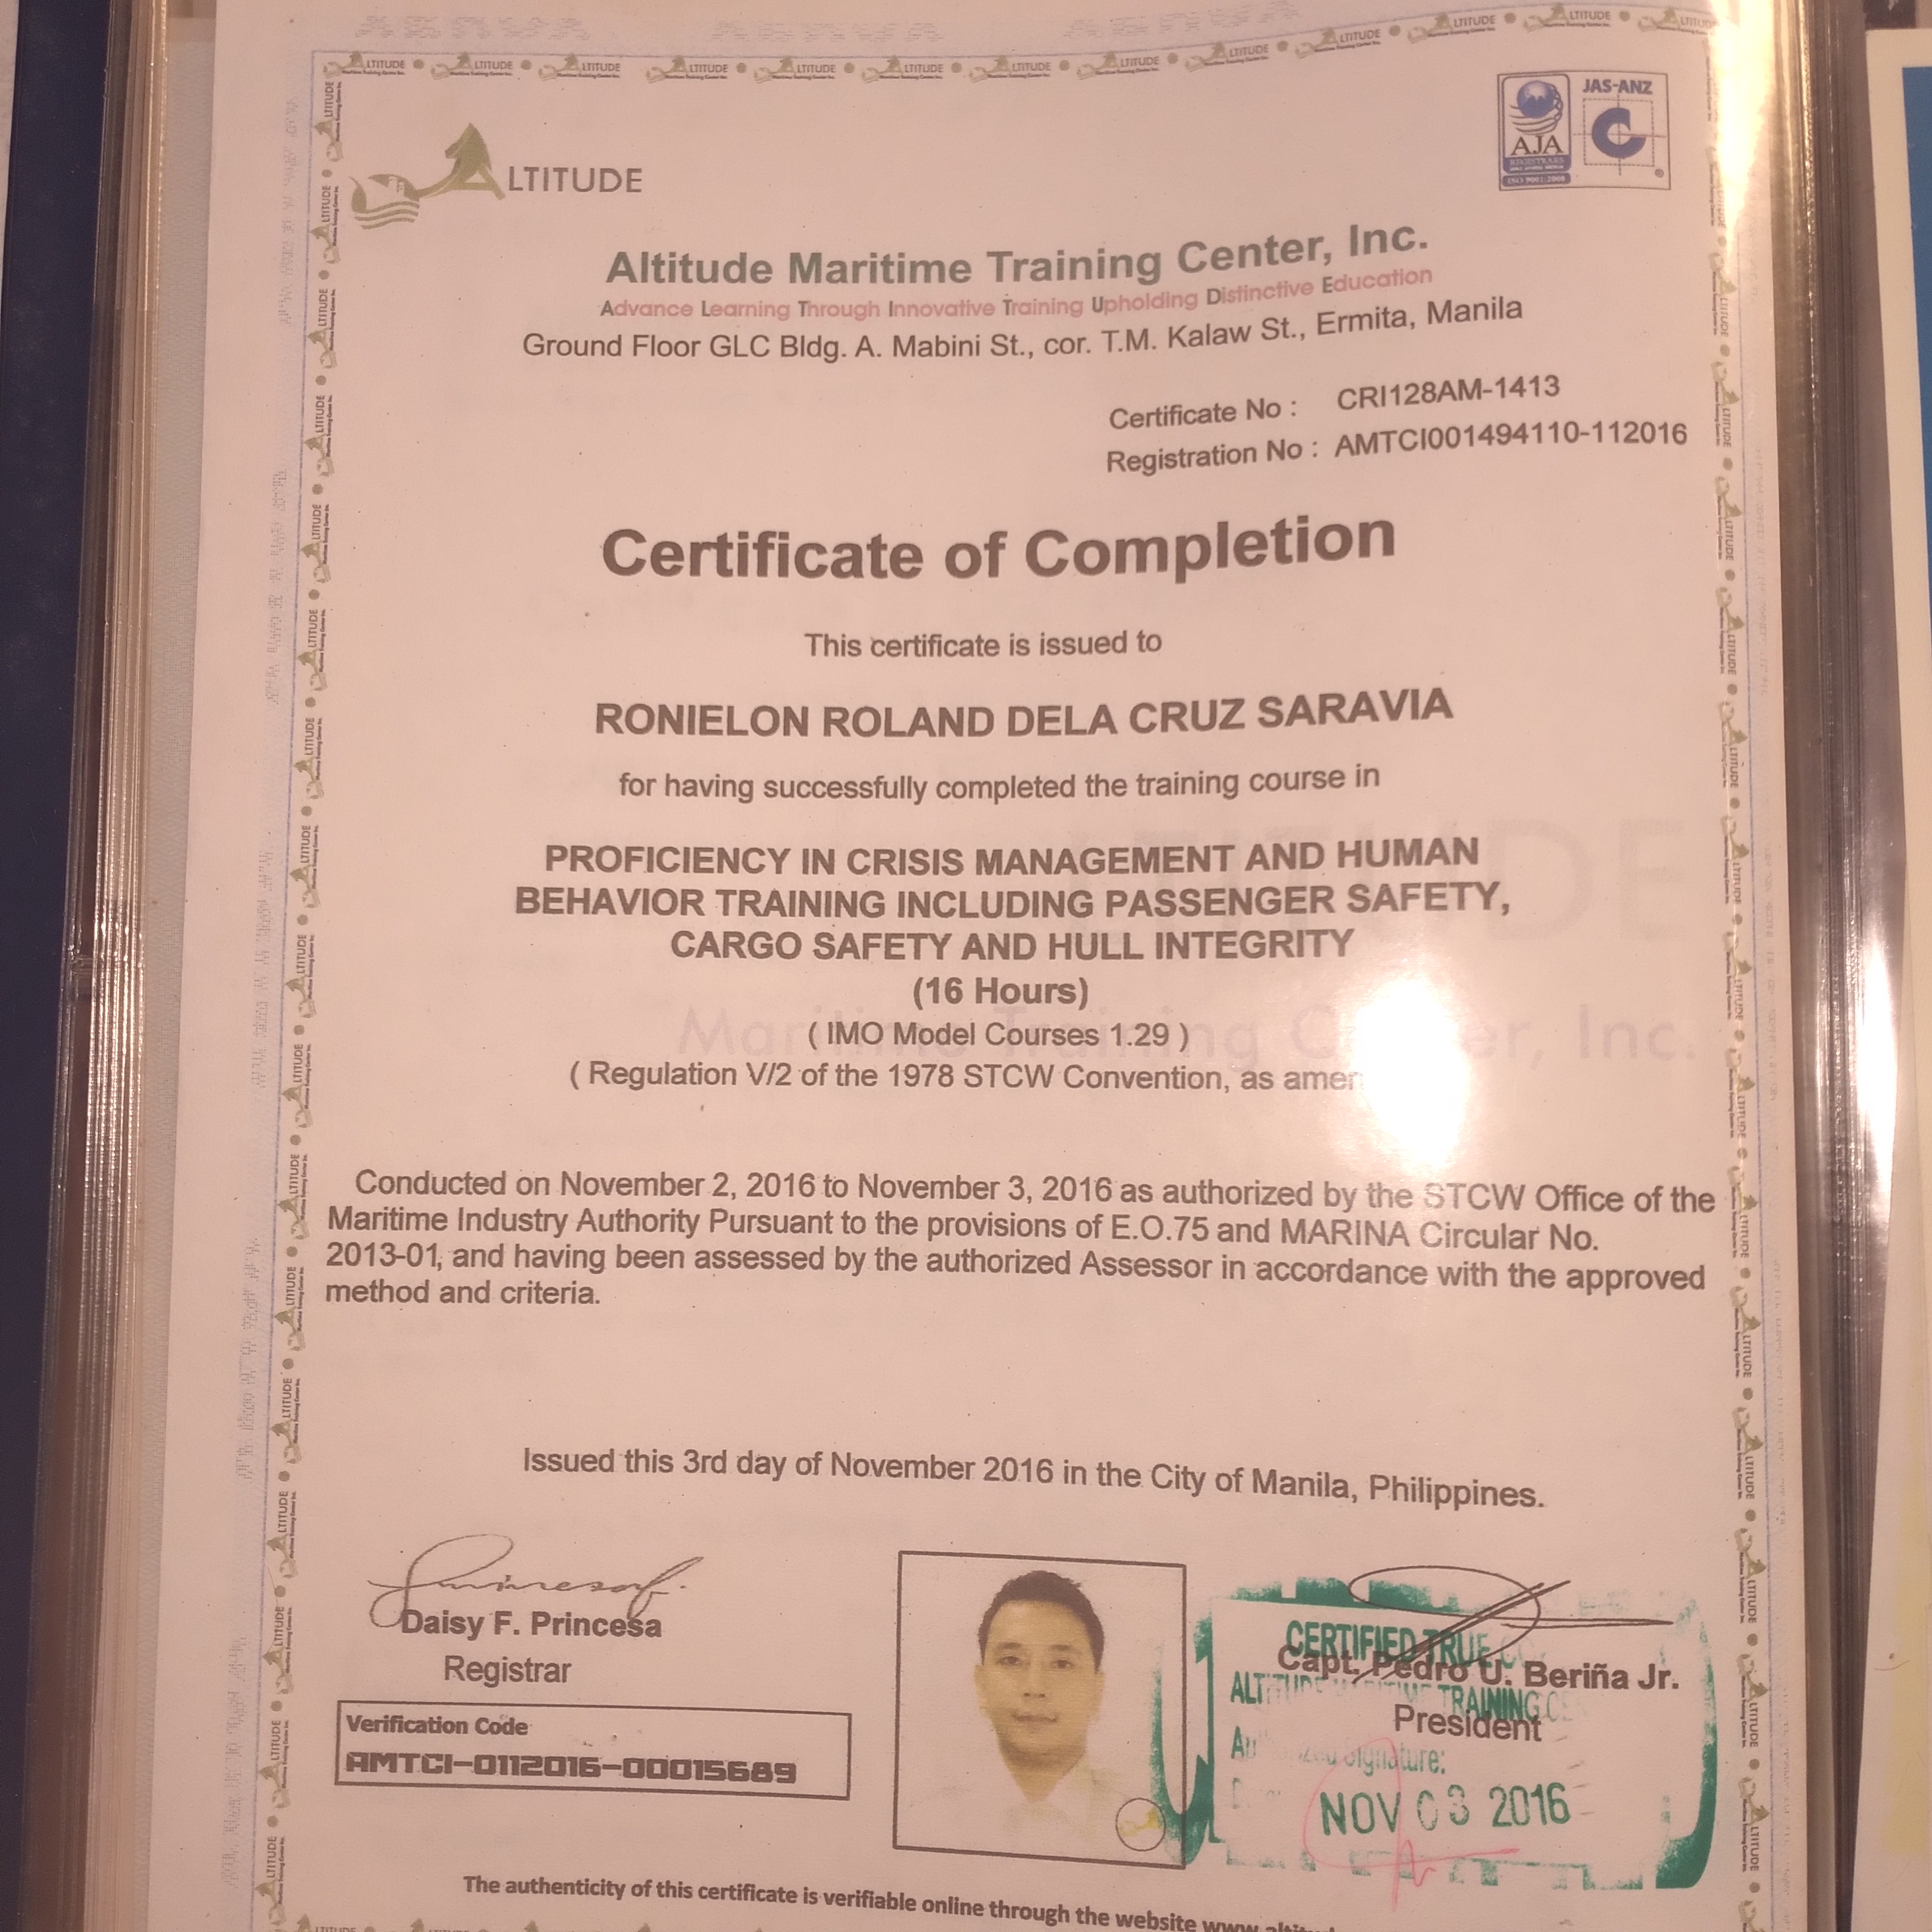 LTITUDE
AJA
REGISTRARS
ISO 9001:2008
JAS-ANZ
Altitude Maritime Training Center, Inc.
Advance Learning Through Innovative Training Upholding Distinctive Education
Ground Floor GLC Bldg. A. Mabini St., cor. T.M. Kalaw St., Ermita, Manila
Certificate No : CRI128AM-1413
Registration No : AMTCI001494110-112016
Certificate of Completion
This certificate is issued to
RONIELON ROLAND DELA CRUZ SARAVIA
for having successfully completed the training course in
PROFICIENCY IN CRISIS MANAGEMENT AND HUMAN
BEHAVIOR TRAINING INCLUDING PASSENGER SAFETY,
CARGO SAFETY AND HULL INTEGRITY
(16 Hours)
( IMO Model Courses 1.29 )
( Regulation V/2 of the 1978 STCW Convention, as
Conducted on November 2, 2016 to November 3, 2016 as authorized by the STCW Office of the
Maritime Industry Authority Pursuant to the provisions of E.O.75 and MARINA Circular No.
2013-01, and having been assessed by the authorized Assessor in accordance with the approved
method and criteria.
Issued this 3rd day of November 2016 in the City of Manila, Philippines.
Daisy F. Princesa
Registrar
Verification Code
AMTCI-0112016-00015689
CERTIFIED TRUE
Capt. Pedro U. Beriña Jr.
ALTITUDE MARITIME TRAINING
President
Signature:
NOV 03 2016
The authenticity of this certificate is verifiable online through the website